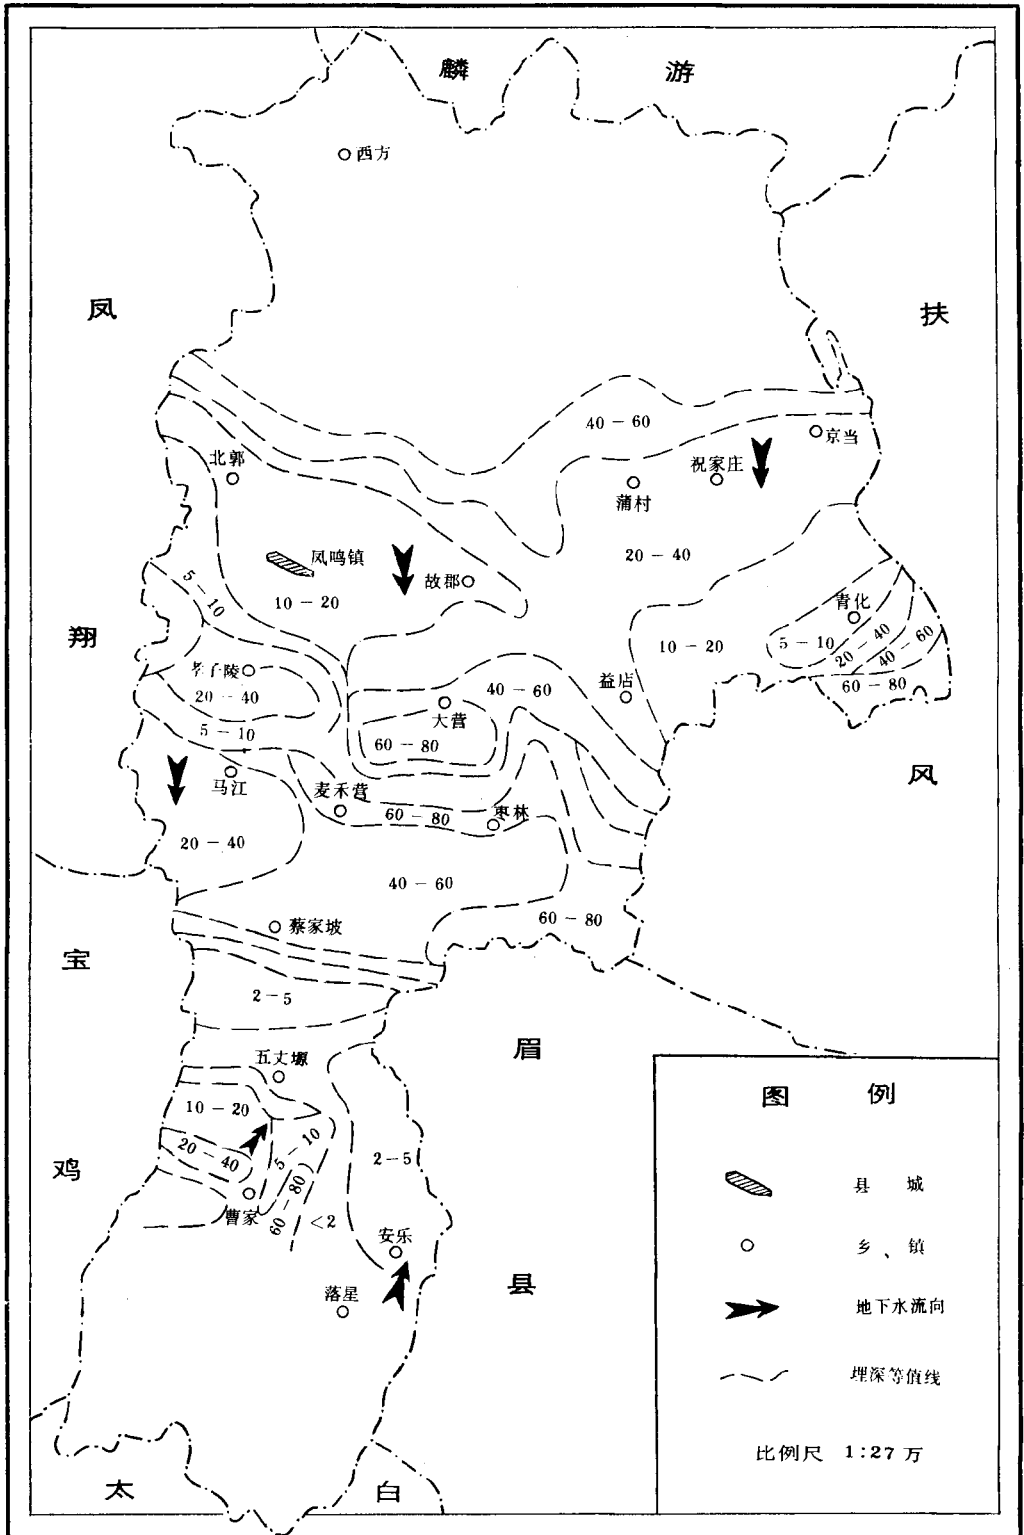 麟 游
西方
凤
扶
40－60
京当
北郭
祝家庄
蒲村
凤鸣镇
20－40
故郡
5－10
10－20
青化
翔
5－10
20－40
40－60
10－20
孝子陵
20－40
40－60
益店
60－80
大营
5－10
60－80
风
马江
麦禾营
60－80
枣林
20－40
40－60
60－80
蔡家坡
宝
2－5
眉
五丈塬
10－20
20－40
5－10
2－5
鸡
60－80
曹家
＜2
安乐
落星
县
太 白
图 例
县 城
乡、镇
地下水流向
埋深等值线
比例尺 1:27万